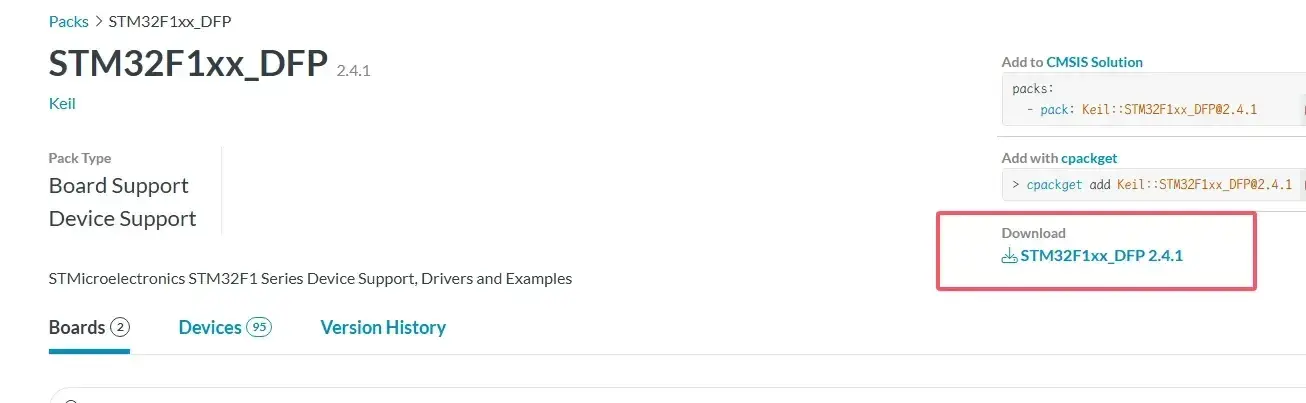 Packs > STM32F1xx_DFP
STM32F1xx_DFP 2.4.1
Keil
Pack Type
Board Support
Device Support
STMicroelectronics STM32F1 Series Device Support, Drivers and Examples
Boards 2
Devices 95
Version History
Add to CMSIS Solution
packs:
- pack: Keil::STM32F1xx_DFP@2.4.1
Add with cpackget
> cpackget add Keil::STM32F1xx_DFP@2.4.1
Download
STM32F1xx_DFP 2.4.1